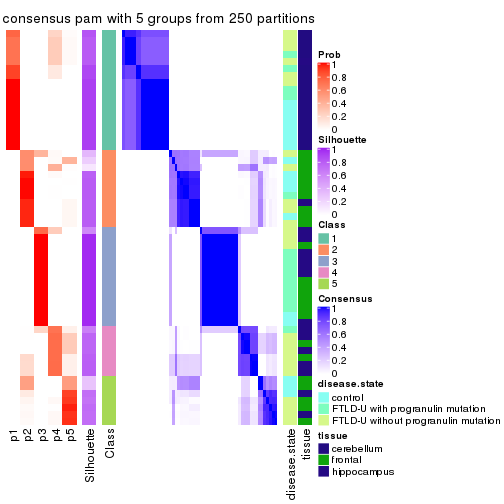 consensus pam with 5 groups from 250 partitions
Prob
1
0.8
0.6
0.4
0.2
0
Silhouette
1
0.8
0.6
0.4
0.2
0
Class
1
2
3
4
5
Consensus
1
0.8
0.6
0.4
0.2
0
disease.state
control
FTLD-U with progranulin mutation
FTLD-U without progranulin mutation
tissue
cerebellum
frontal
hippocampus
p1
p2
p3
p4
p5
Silhouette
Class
disease.state
tissue